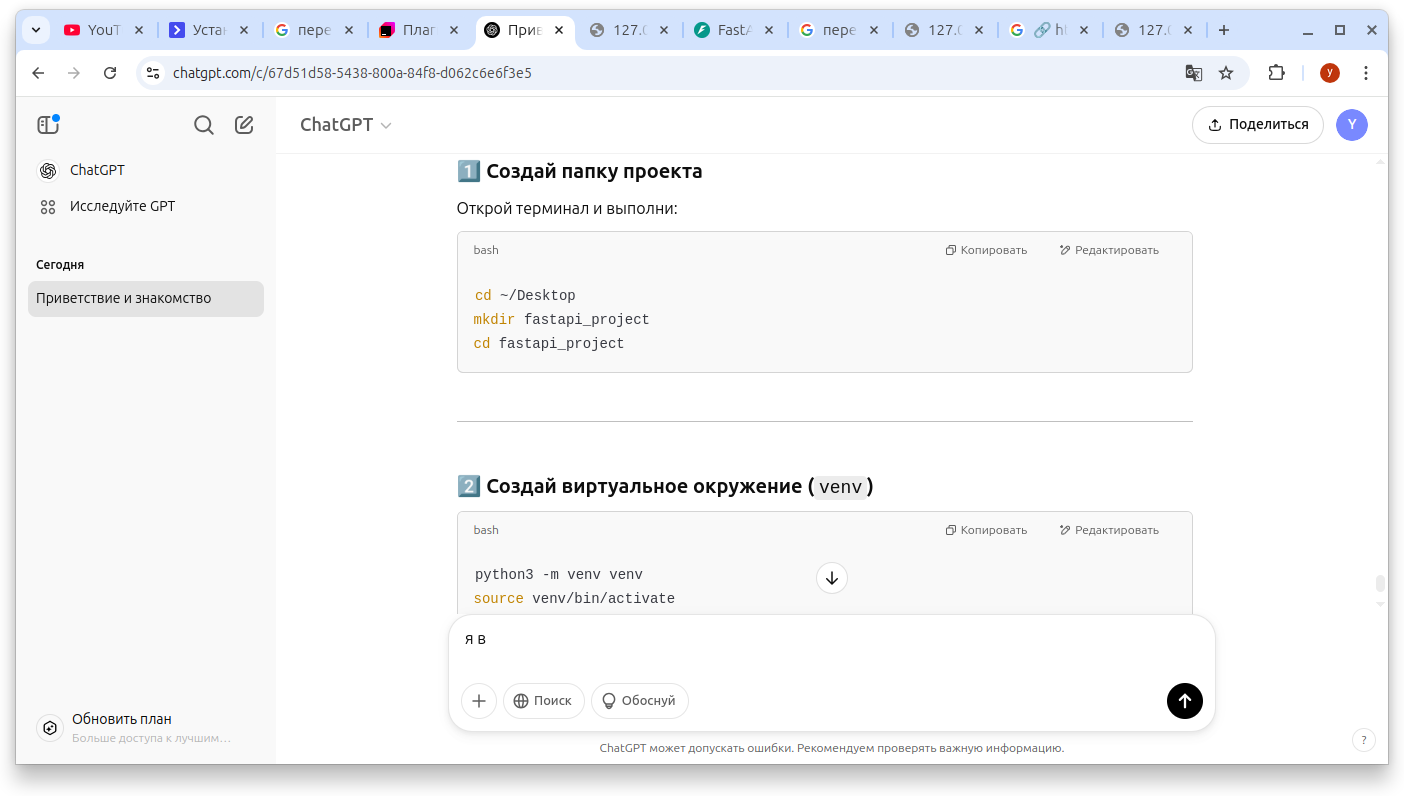 YouT
Уста
пере
Плаг
Прив
127.0
FastA
пере
127.0
ht
127.0
chatgpt.com/c/67d51d58-5438-800a-84f8-d062c6e6f3e5
y
ChatGPT
Поделиться
Y
ChatGPT
Исследуйте GPT
Сегодня
Приветствие и знакомство
1 Создай папку проекта
Открой терминал и выполни:
bash Копировать Редактировать
cd ~/Desktop
mkdir fastapi_project
cd fastapi_project
2 Создай виртуальное окружение (venv)
bash Копировать Редактировать
python3 -m venv venv
source venv/bin/activate
я в
Поиск Обоснуй
Обновить план
Больше доступа к лучшим…
ChatGPT может допускать ошибки. Рекомендуем проверять важную информацию.
?